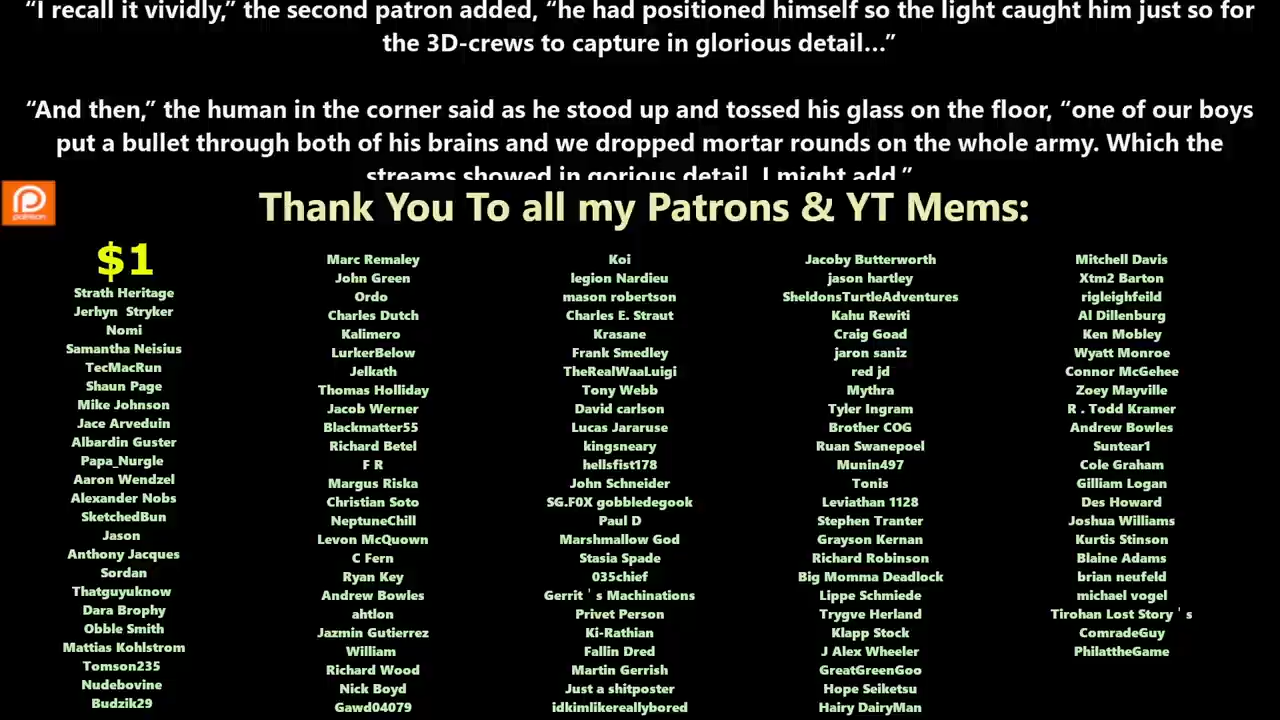 “I recall it vividly,” the second patron added, “he had positioned himself so the light caught him just so for
the 3D-crews to capture in glorious detail…”
“And then,” the human in the corner said as he stood up and tossed his glass on the floor, “one of our boys
put a bullet through both of his brains and we dropped mortar rounds on the whole army. Which the
streams showed in gorious detail, I might add.”
patreon
Thank You To all my Patrons & YT Mems:
$1
Strath Heritage
Jerhyn  Stryker
Nomi
Samantha Neisius
TecMacRun
Shaun Page
Mike Johnson
Jace Arveduin
Albardin Guster
Papa_Nurgle
Aaron Wendzel
Alexander Nobs
SketchedBun
Jason
Anthony Jacques
Sordan
Thatguyuknow
Dara Brophy
Obble Smith
Mattias Kohlstrom
Tomson235
Nudebovine
Budzik29
Marc Remaley
John Green
Ordo
Charles Dutch
Kalimero
LurkerBelow
Jelkath
Thomas Holliday
Jacob Werner
Blackmatter55
Richard Betel
F R
Margus Riska
Christian Soto
NeptuneChill
Levon McQuown
C Fern
Ryan Key
Andrew Bowles
ahtlon
Jazmin Gutierrez
William
Richard Wood
Nick Boyd
Gawd04079
Koi
legion Nardieu
mason robertson
Charles E. Straut
Krasane
Frank Smedley
TheRealWaaLuigi
Tony Webb
David carlson
Lucas Jararuse
kingsneary
hellsfist178
John Schneider
SG.F0X gobbledegook
Paul D
Marshmallow God
Stasia Spade
035chief
Gerrit ' s Machinations
Privet Person
Ki-Rathian
Fallin Dred
Martin Gerrish
Just a shitposter
idkimlikereallybored
Jacoby Butterworth
jason hartley
SheldonsTurtleAdventures
Kahu Rewiti
Craig Goad
jaron saniz
red jd
Mythra
Tyler Ingram
Brother COG
Ruan Swanepoel
Munin497
Tonis
Leviathan 1128
Stephen Tranter
Grayson Kernan
Richard Robinson
Big Momma Deadlock
Lippe Schmiede
Trygve Herland
Klapp Stock
J Alex Wheeler
GreatGreenGoo
Hope Seiketsu
Hairy DairyMan
Mitchell Davis
Xtm2 Barton
rigleighfeild
Al Dillenburg
Ken Mobley
Wyatt Monroe
Connor McGehee
Zoey Mayville
R . Todd Kramer
Andrew Bowles
Suntear1
Cole Graham
Gilliam Logan
Des Howard
Joshua Williams
Kurtis Stinson
Blaine Adams
brian neufeld
michael vogel
Tirohan Lost Story ' s
ComradeGuy
PhilattheGame